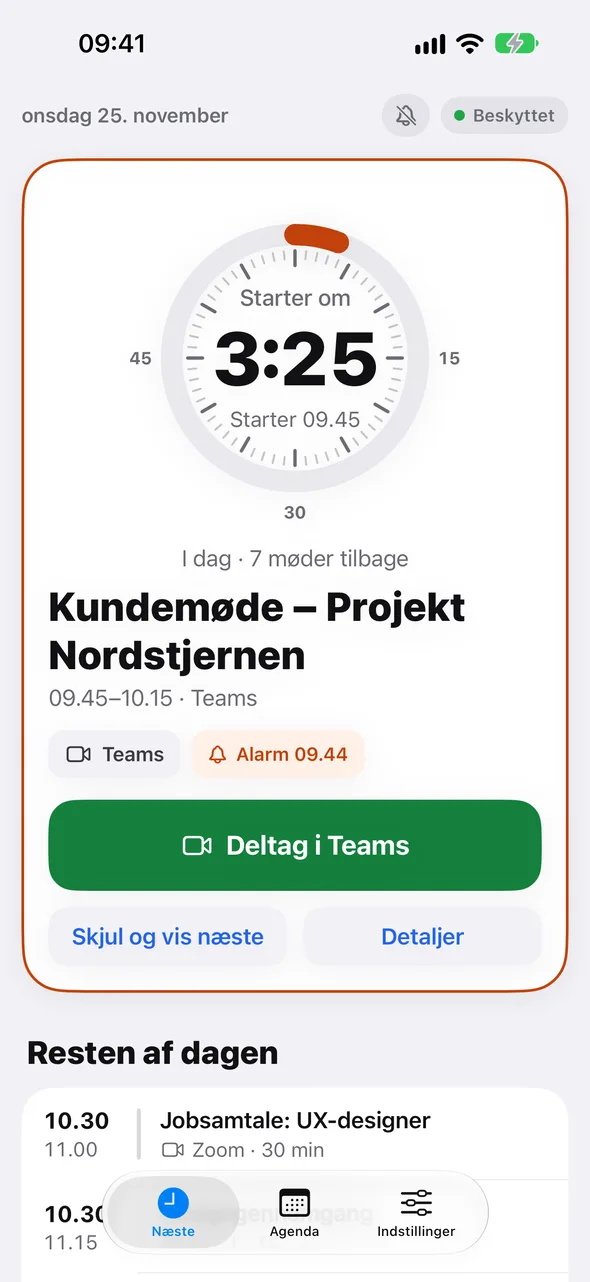 09:41
onsdag 25. november
Beskyttet
Starter om
3:25
Starter 09.45
45
15
30
I dag · 7 møder tilbage
Kundemøde – Projekt
Nordstjernen
09.45–10.15 · Teams
Teams
Alarm 09.44
Deltag i Teams
Skjul og vis næste
Detaljer
Resten af dagen
10.30
Jobsamtale: UX-designer
11.00
Zoom · 30 min
10.30
11.15
Næste
Agenda
Indstillinger